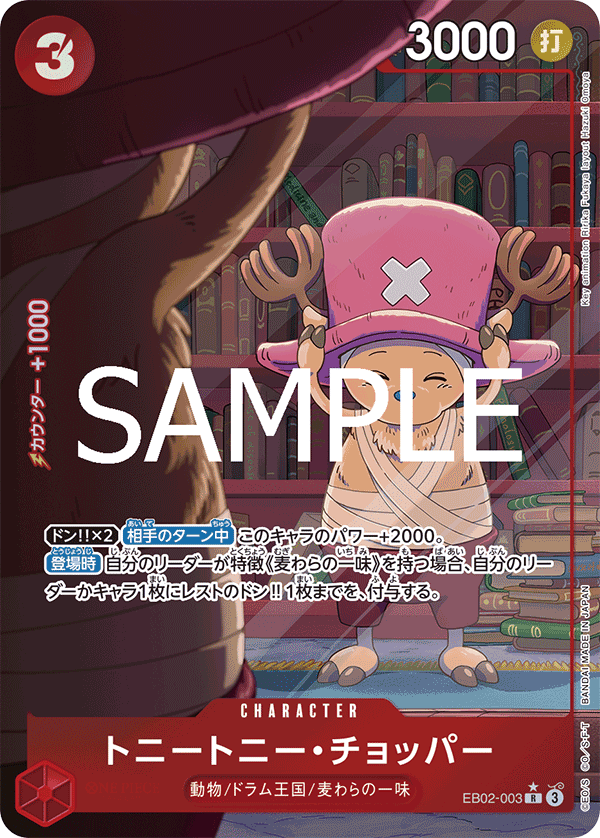 3
3000
打
Key animation Ririka Fukaya layout Hazuki Omoya
カウンター +1000
SAMPLE
ドン!!×2 相手のターン中 このキャラのパワー+2000。
登場時 自分のリーダーが特徴《麦わらの一味》を持つ場合、自分のリー
ダーかキャラ1枚にレストのドン!!1枚までを、付与する。
BANDAI MADE IN JAPAN
©E.O/S ©O/S･F･T
CHARACTER
トニートニー・チョッパー
動物/ドラム王国/麦わらの一味
EB02-003 R 3